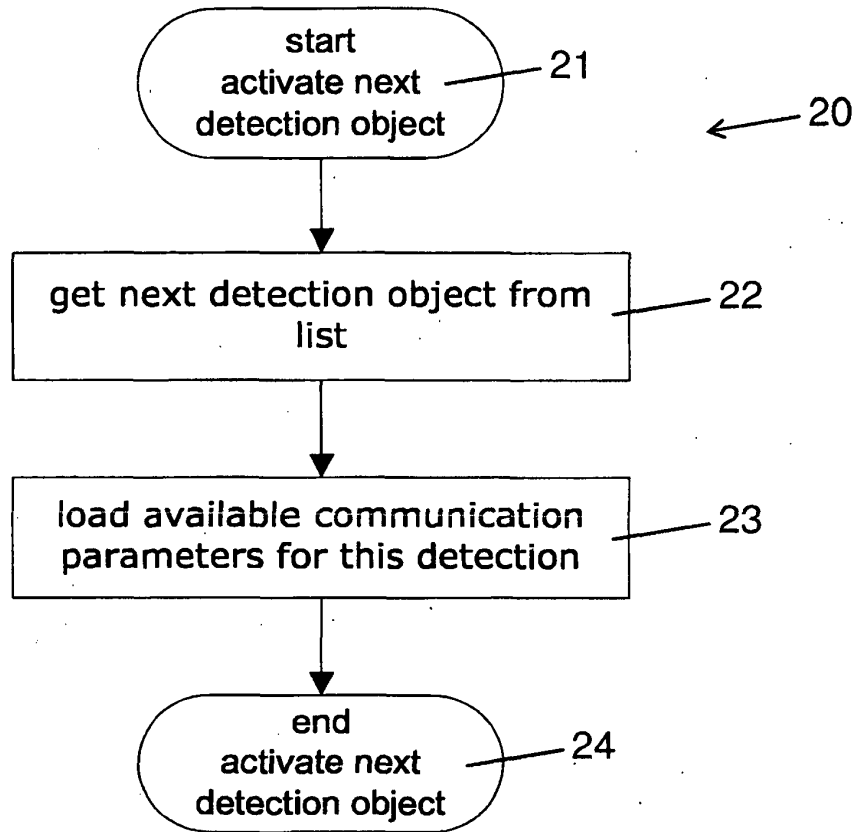 start
activate next
detection object
21
20
get next detection object from
list
22
load available communication
parameters for this detection
23
end
activate next
detection object
24